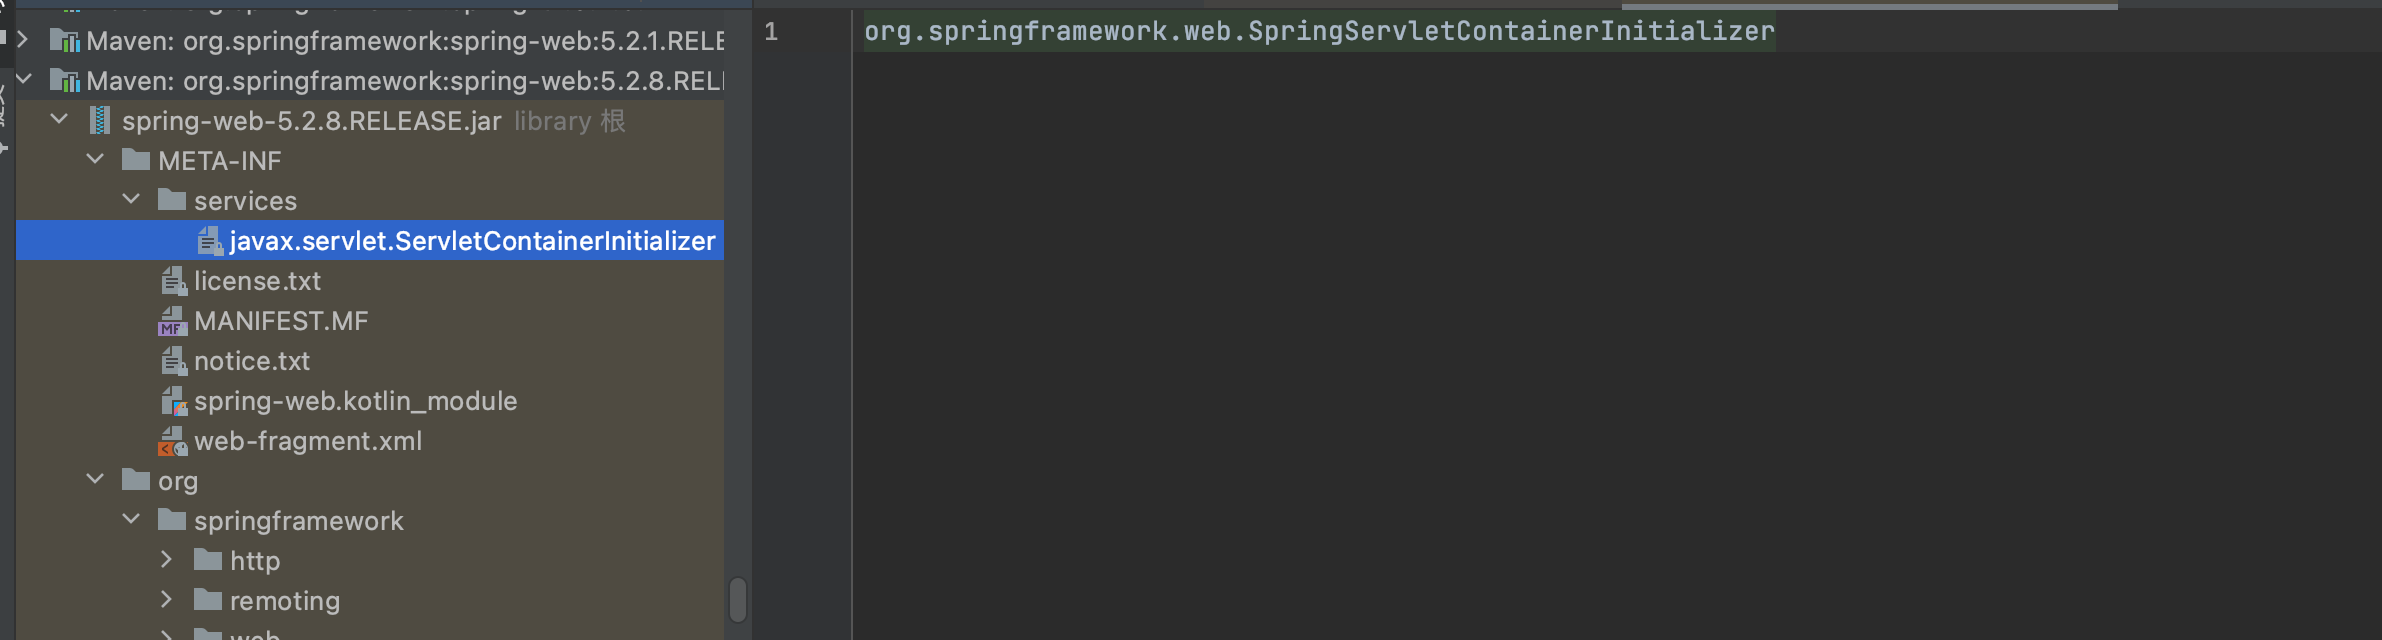 Maven: org.springframework:spring-web:5.2.1.RELE
Maven: org.springframework:spring-web:5.2.8.REL
spring-web-5.2.8.RELEASE.jar library 根
META-INF
services
javax.servlet.ServletContainerInitializer
license.txt
MANIFEST.MF
notice.txt
spring-web.kotlin_module
web-fragment.xml
org
springframework
http
remoting
web
1
org.springframework.web.SpringServletContainerInitializer